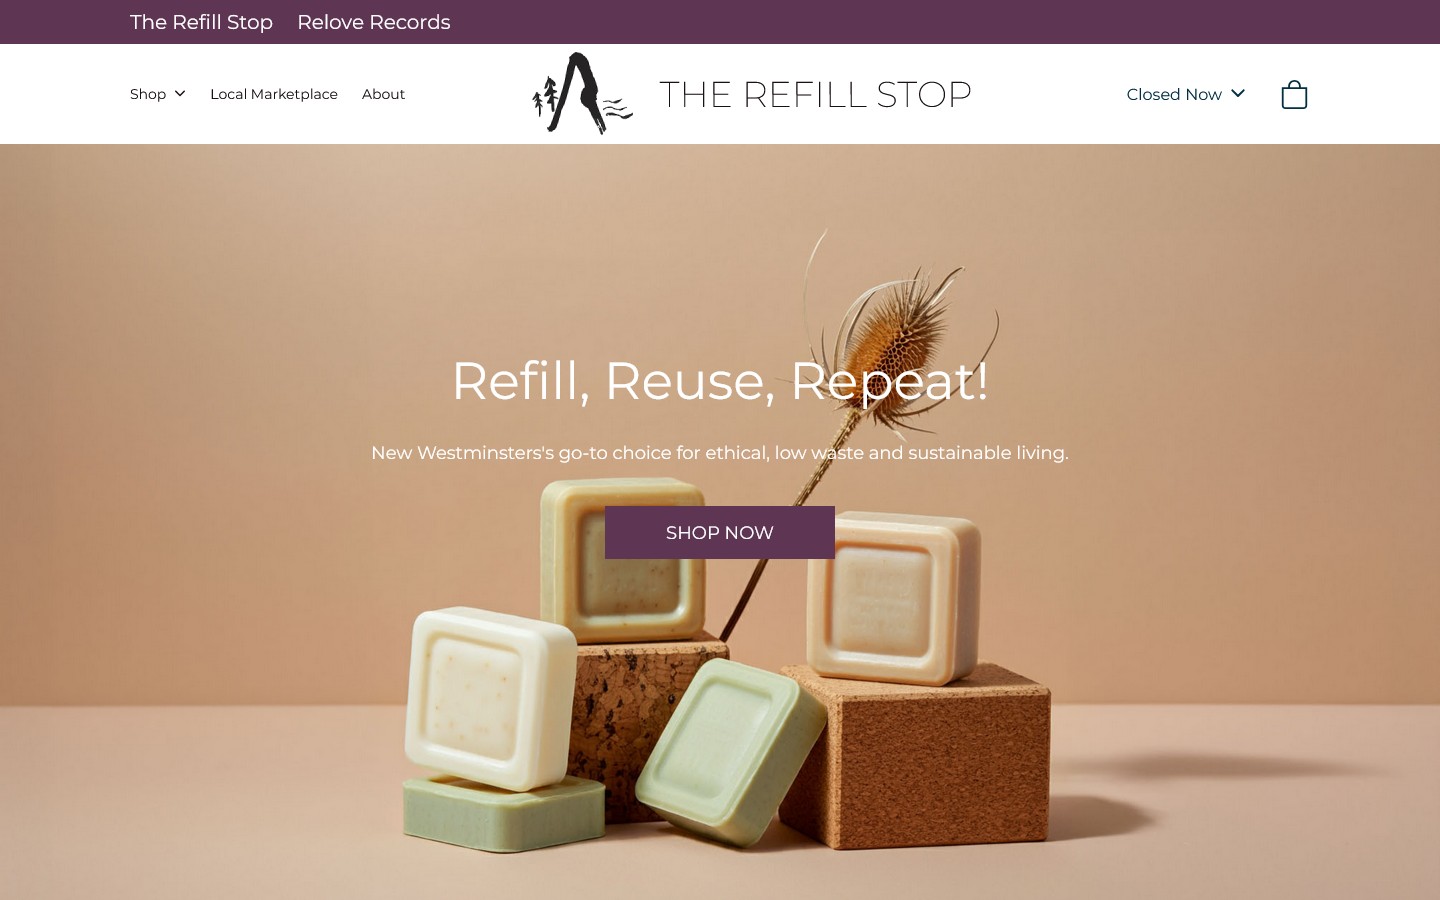 The Refill Stop Relove Records
Shop Local Marketplace About
THE REFILL STOP
Closed Now
Refill, Reuse, Repeat!
New Westminsters's go-to choice for ethical, low waste and sustainable living.
SHOP NOW